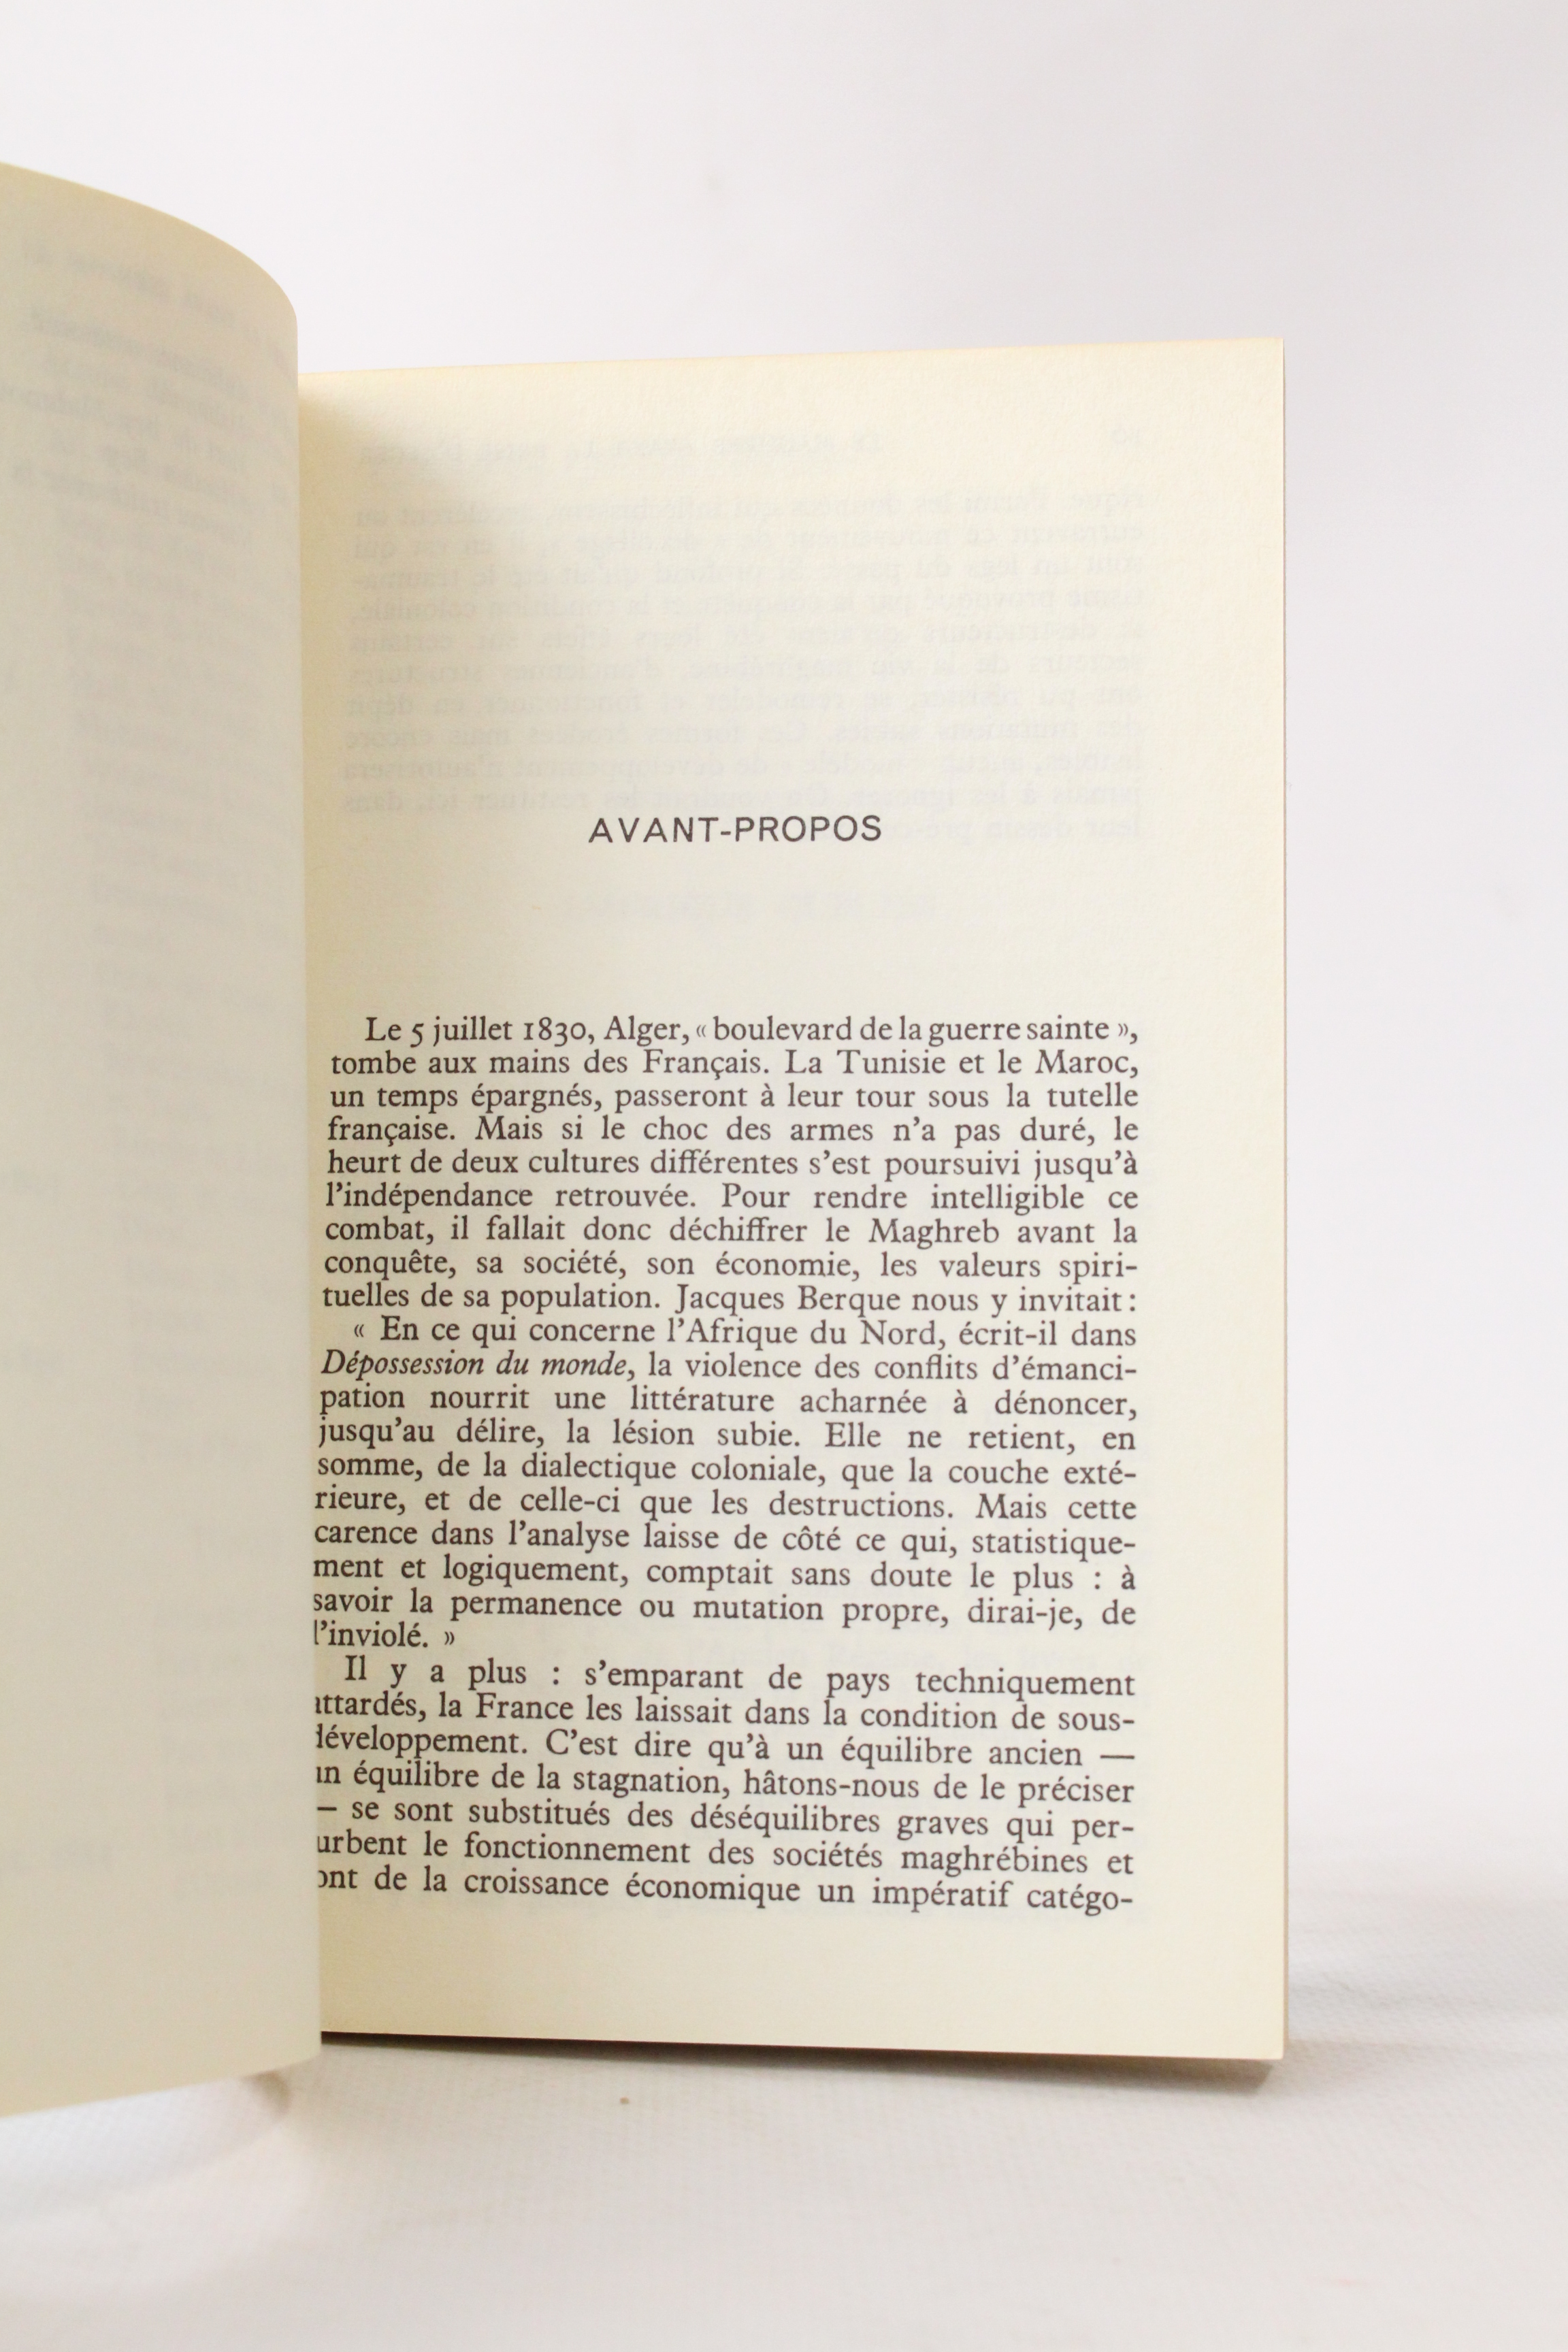 AVANT-PROPOS
Le 5 juillet 1830, Alger, « boulevard de la guerre sainte »,
tombe aux mains des Français. La Tunisie et le Maroc,
un temps épargnés, passeront à leur tour sous la tutelle
française. Mais si le choc des armes n’a pas duré, le
heurt de deux cultures différentes s’est poursuivi jusqu’à
l’indépendance retrouvée. Pour rendre intelligible ce
combat, il fallait donc déchiffrer le Maghreb avant la
conquête, sa société, son économie, les valeurs spiri-
tuelles de sa population. Jacques Berque nous y invitait :
« En ce qui concerne l’Afrique du Nord, écrit-il dans
Dépossession du monde, la violence des conflits d’émanci-
pation nourrit une littérature acharnée à dénoncer,
jusqu’au délire, la lésion subie. Elle ne retient, en
somme, de la dialectique coloniale, que la couche exté-
rieure, et de celle-ci que les destructions. Mais cette
carence dans l’analyse laisse de côté ce qui, statistique-
ment et logiquement, comptait sans doute le plus : à
savoir la permanence ou mutation propre, dirai-je, de
l’inviolé. »
Il y a plus : s’emparant de pays techniquement
ttardés, la France les laissait dans la condition de sous-
développement. C’est dire qu’à un équilibre ancien —
un équilibre de la stagnation, hâtons-nous de le préciser
— se sont substitués des déséquilibres graves qui per-
urbent le fonctionnement des sociétés maghrébines et
ont de la croissance économique un impératif catégo-